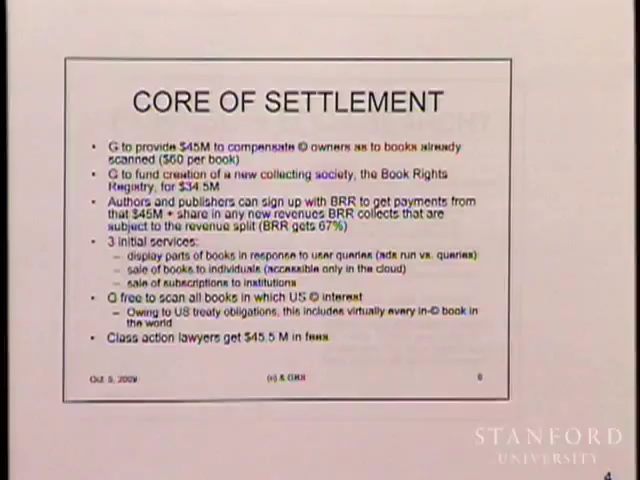 CORE OF SETTLEMENT
• G to provide $45M to compensate © owners as to books already
scanned ($60 per book)
• G to fund creation of a new collecting society, the Book Rights
Registry, for $34.5M
• Authors and publishers can sign up with BRR to get payments from
that $45M + share in any new revenues BRR collects that are
subject to the revenue split (BRR gets 67%)
• 3 initial services:
– display parts of books in response to user queries (ads run vs. queries)
– sale of books to individuals (accessible only in the cloud)
– sale of subscriptions to institutions
• G free to scan all books in which US © interest
– Owing to US treaty obligations, this includes virtually every in-© book in
the world
• Class action lawyers get $45.5 M in fees
Oct. 5, 2009
6
STANFORD
UNIVERSITY
4